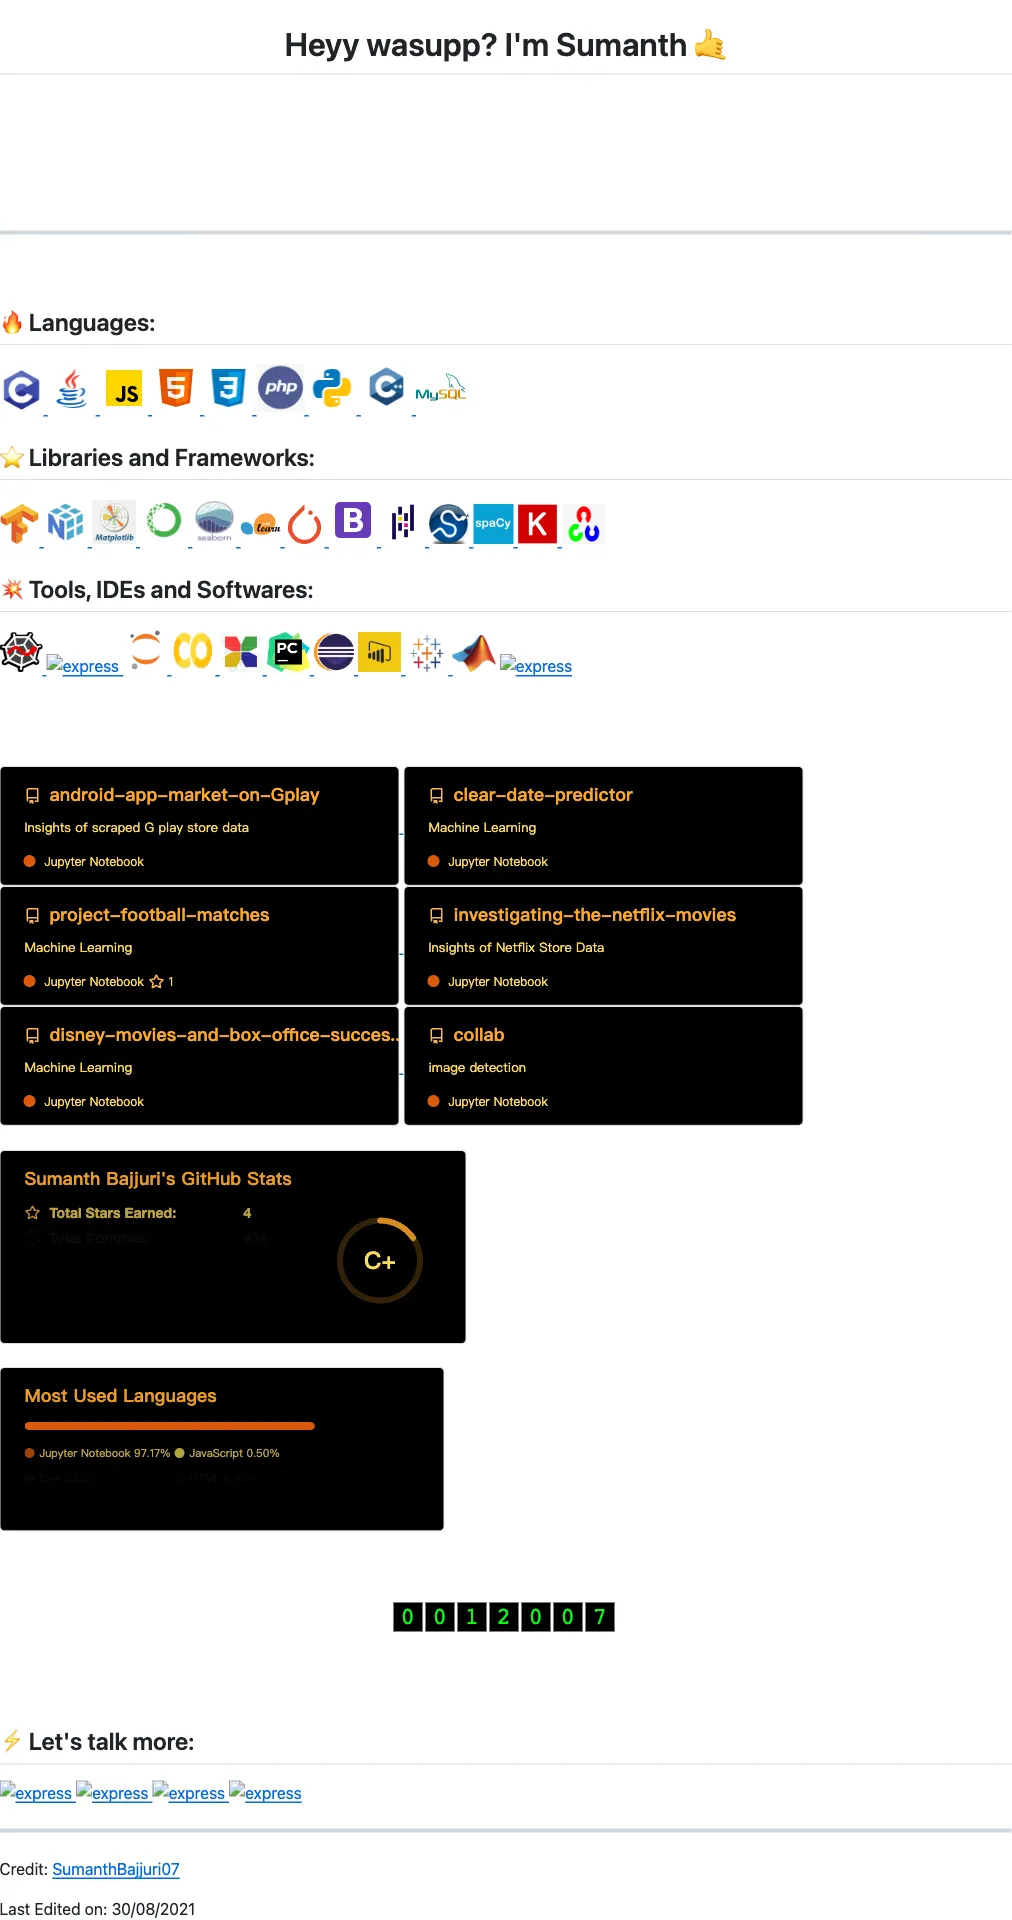 Heyy wasupp? I'm Sumanth 🤙
🔥 Languages:
JS 5 3 php C++ MySQL
⭐ Libraries and Frameworks:
Matplotlib seaborn learn B spaCy K
💥 Tools, IDEs and Softwares:
express PC express
android-app-market-on-Gplay
Insights of scraped G play store data
Jupyter Notebook
clear-date-predictor
Machine Learning
Jupyter Notebook
project-football-matches
Machine Learning
Jupyter Notebook 1
investigating-the-netflix-movies
Insights of Netflix Store Data
Jupyter Notebook
disney-movies-and-box-office-succes..
Machine Learning
Jupyter Notebook
collab
image detection
Jupyter Notebook
Sumanth Bajjuri's GitHub Stats
Total Stars Earned: 4
Total Commits:
C+
Most Used Languages
Jupyter Notebook 97.17% JavaScript 0.50%
0 0 1 2 0 0 7
⚡ Let's talk more:
express express express express
Credit: SumanthBajjuri07
Last Edited on: 30/08/2021